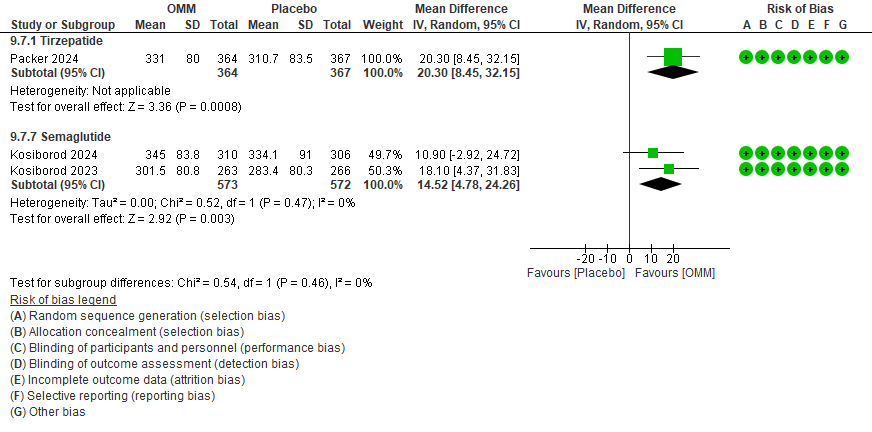 OMM Placebo Mean Difference Mean Difference Risk of Bias
Study or Subgroup Mean SD Total Mean SD Total Weight IV, Random, 95% CI IV, Random, 95% CI A B C D E F G
9.7.1 Tirzepatide
Packer 2024 331 80 364 310.7 83.5 367 100.0% 20.30 [8.45, 32.15]
Subtotal (95% CI) 364 367 100.0% 20.30 [8.45, 32.15]
Heterogeneity: Not applicable
Test for overall effect: Z = 3.36 (P = 0.0008)
9.7.7 Semaglutide
Kosiborod 2024 345 83.8 310 334.1 91 306 49.7% 10.90 [-2.92, 24.72]
Kosiborod 2023 301.5 80.8 263 283.4 80.3 266 50.3% 18.10 [4.37, 31.83]
Subtotal (95% CI) 573 572 100.0% 14.52 [4.78, 24.26]
Heterogeneity: Tau² = 0.00; Chi² = 0.52, df = 1 (P = 0.47); I² = 0%
Test for overall effect: Z = 2.92 (P = 0.003)
-20 -10 0 10 20
Favours [Placebo] Favours [OMM]
Test for subgroup differences: Chi² = 0.54, df = 1 (P = 0.46), I² = 0%
Risk of bias legend
(A) Random sequence generation (selection bias)
(B) Allocation concealment (selection bias)
(C) Blinding of participants and personnel (performance bias)
(D) Blinding of outcome assessment (detection bias)
(E) Incomplete outcome data (attrition bias)
(F) Selective reporting (reporting bias)
(G) Other bias